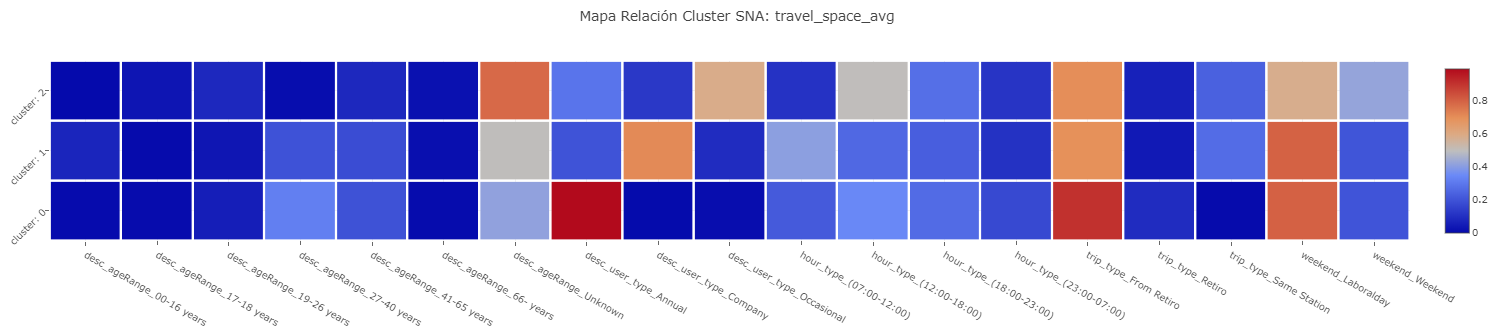 Mapa Relación Cluster SNA: travel_space_avg
cluster: 2
cluster: 1
cluster: 0
desc_ageRange_00-16 years
desc_ageRange_17-18 years
desc_ageRange_19-26 years
desc_ageRange_27-40 years
desc_ageRange_41-65 years
desc_ageRange_66- years
desc_ageRange_Unknown
desc_user_type_Annual
desc_user_type_Company
desc_user_type_Occasional
hour_type_(07:00-12:00)
hour_type_(12:00-18:00)
hour_type_(18:00-23:00)
hour_type_(23:00-07:00)
trip_type_From Retiro
trip_type_Retiro
trip_type_Same Station
weekend_Laboralday
weekend_Weekend
0.8
0.6
0.4
0.2
0